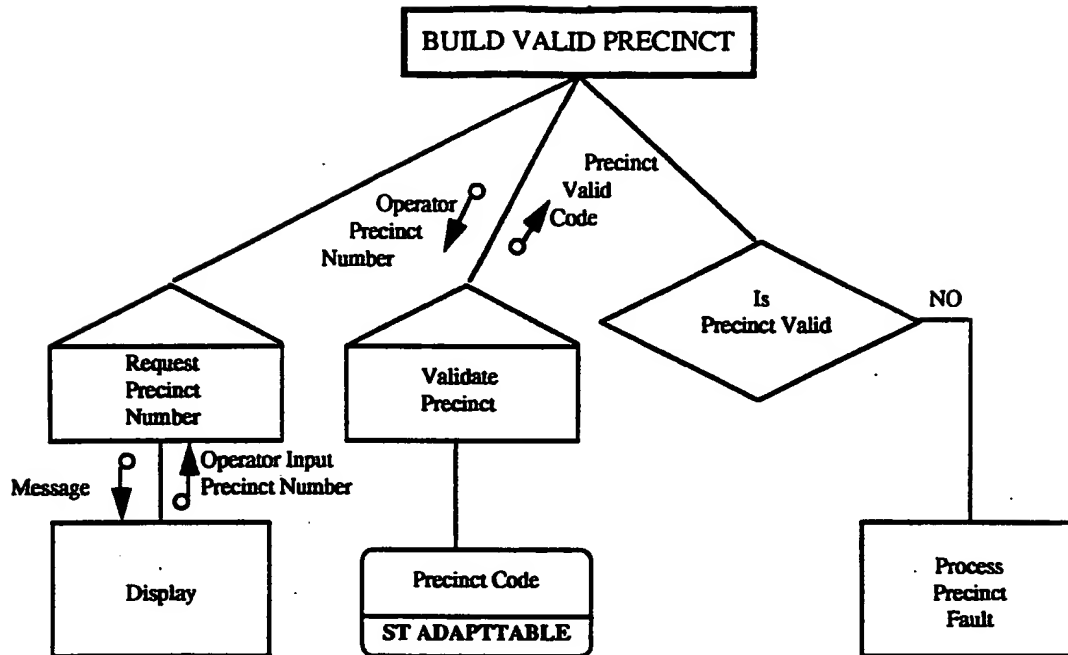 BUILD VALID PRECINCT
Operator
Precinct
Number
Precinct
Valid
Code
Is
Precinct Valid
NO
Request
Precinct
Number
Validate
Precinct
Message
Operator Input
Precinct Number
Display
Precinct Code
ST ADAPTTABLE
Process
Precinct
Fault